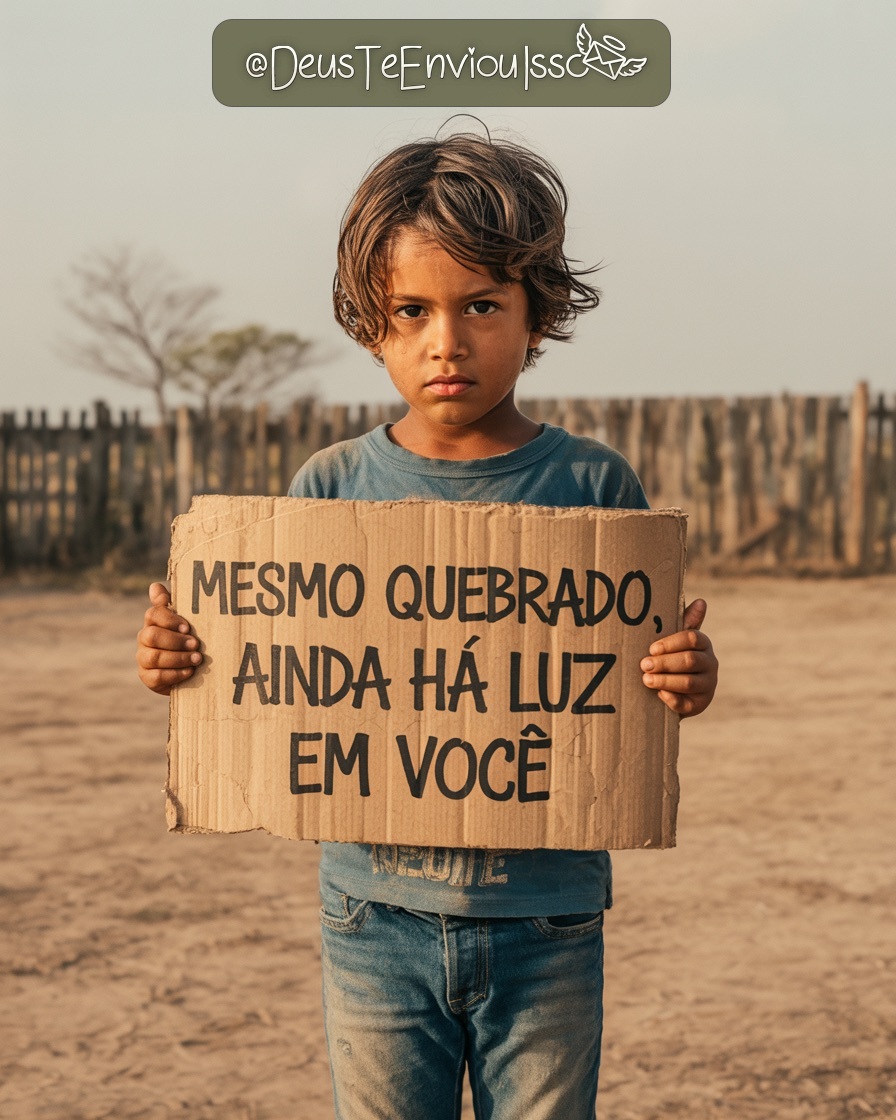 @DeusTeEnviouIsso
MESMO QUEBRADO,
AINDA HÁ LUZ
EM VOCÊ